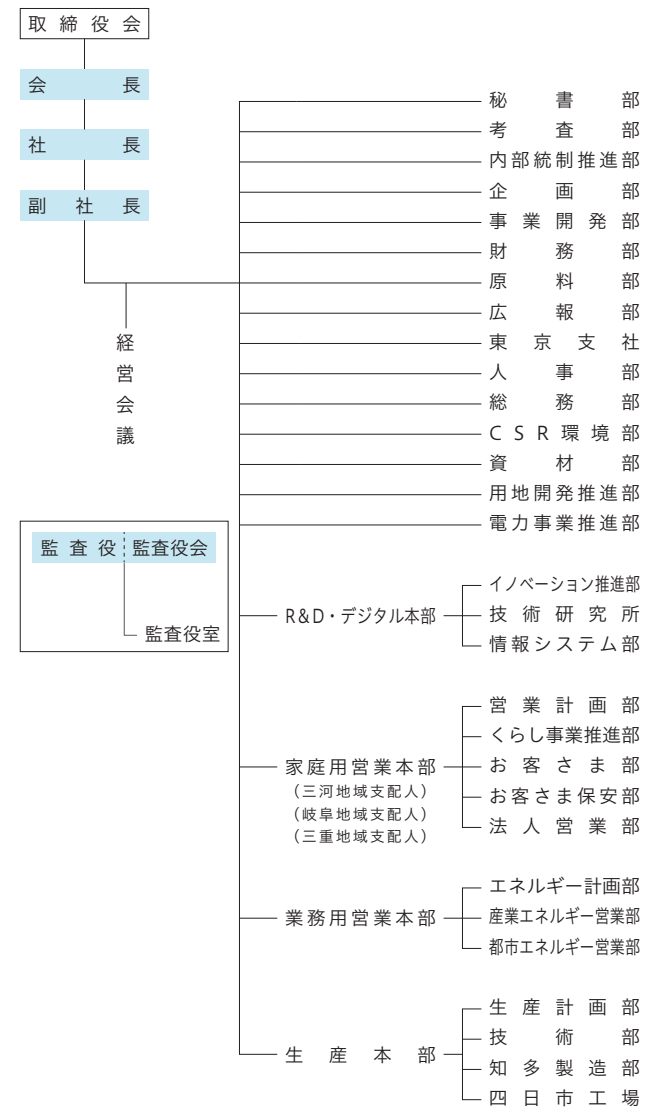 取締役会
会長
社長
副社長
経営会議
監査役
監査役会
監査役室
秘書部
考査部
内部統制推進部
企画部
事業開発部
財務部
原料部
広報部
東京支社
人事部
総務部
CSR環境部
資材部
用地開発推進部
電力事業推進部
R&D・デジタル本部
イノベーション推進部
技術研究所
情報システム部
家庭用営業本部
(三河地域支配人)
(岐阜地域支配人)
(三重地域支配人)
営業計画部
くらし事業推進部
お客さま部
お客さま保安部
法人営業部
業務用営業本部
エネルギー計画部
産業エネルギー営業部
都市エネルギー営業部
生産本部
生産計画部
技術部
知多製造部
四日市工場